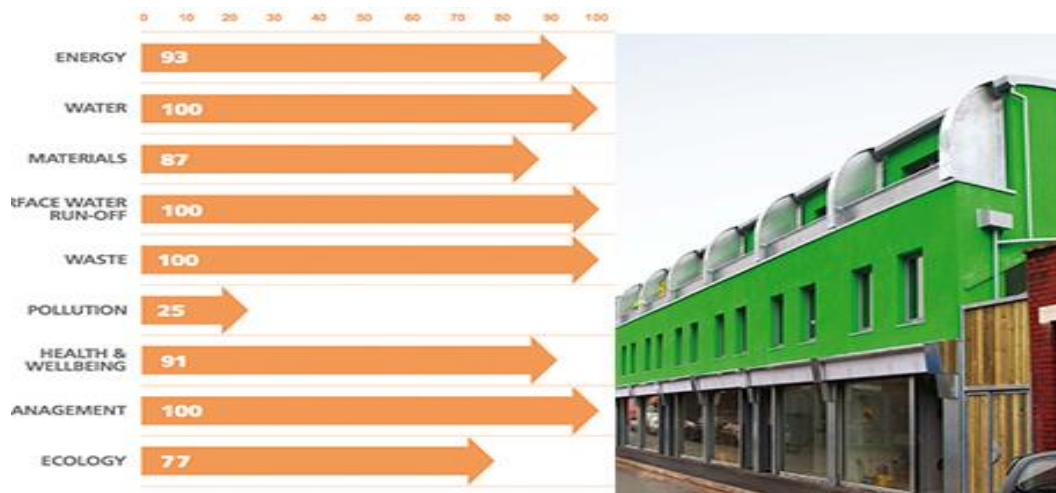 0 10 20 30 40 50 60 70 80 90 100
ENERGY 93
WATER 100
MATERIALS 87
RFACE WATER
RUN-OFF 100
WASTE 100
POLLUTION 25
HEALTH &
WELLBEING 91
ANAGEMENT 100
ECOLOGY 77